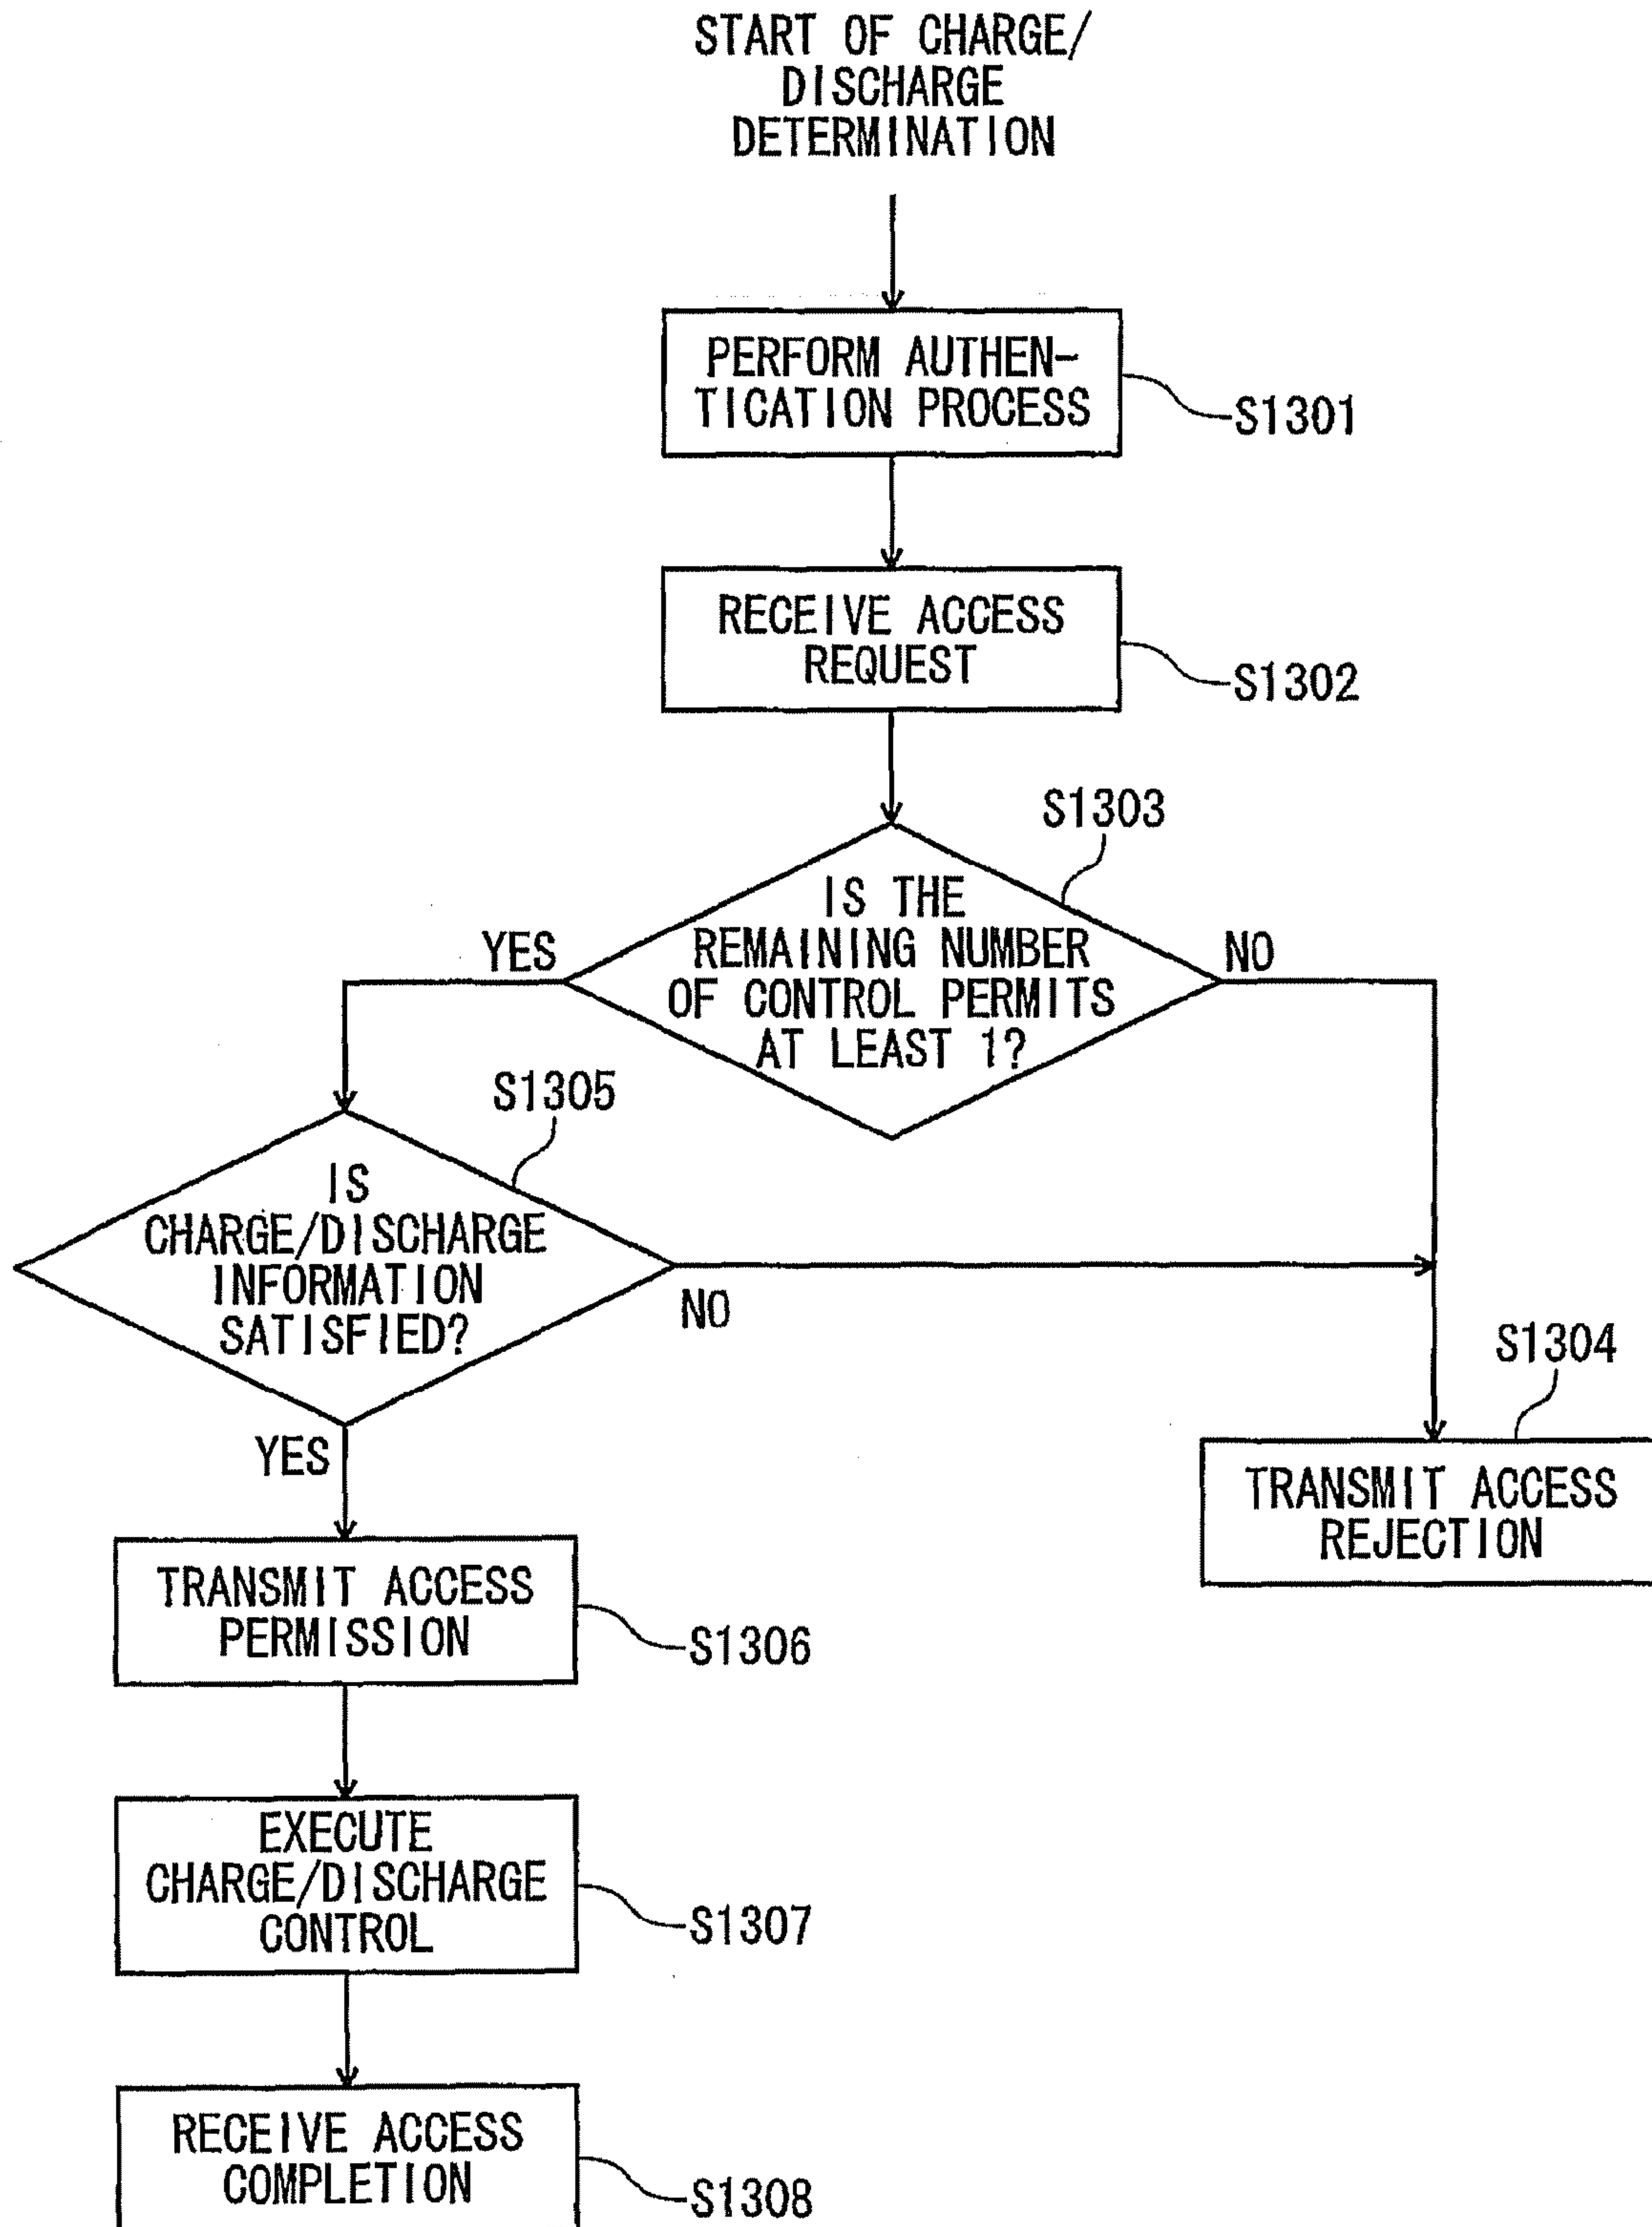 START OF CHARGE/
DISCHARGE
DETERMINATION
PERFORM AUTHEN-
TICATION PROCESS
S1301
RECEIVE ACCESS
REQUEST
S1302
S1303
IS THE
REMAINING NUMBER
OF CONTROL PERMITS
AT LEAST 1?
YES
NO
S1305
IS
CHARGE/DISCHARGE
INFORMATION
SATISFIED?
NO
YES
S1304
TRANSMIT ACCESS
REJECTION
TRANSMIT ACCESS
PERMISSION
S1306
EXECUTE
CHARGE/DISCHARGE
CONTROL
S1307
RECEIVE ACCESS
COMPLETION
S1308